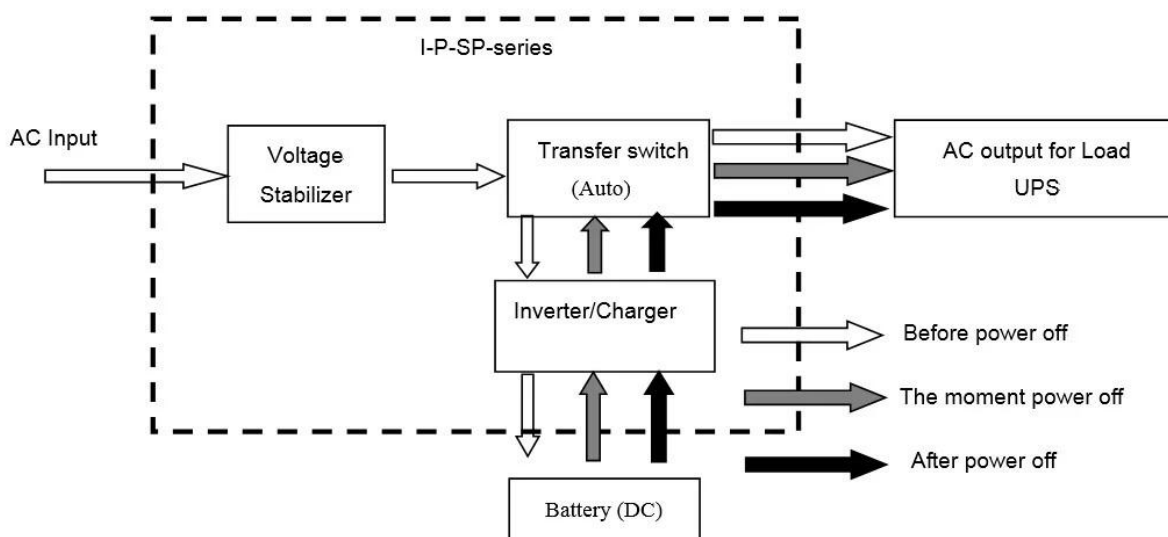 I-P-SP-series
AC Input
Voltage
Stabilizer
Transfer switch
(Auto)
AC output for Load
UPS
Inverter/Charger
Before power off
The moment power off
After power off
Battery (DC)